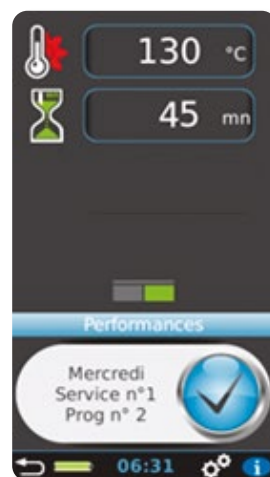 130 °C
45 mn
Performances
Mercredi
Service n°1
Prog n° 2
06:31
i